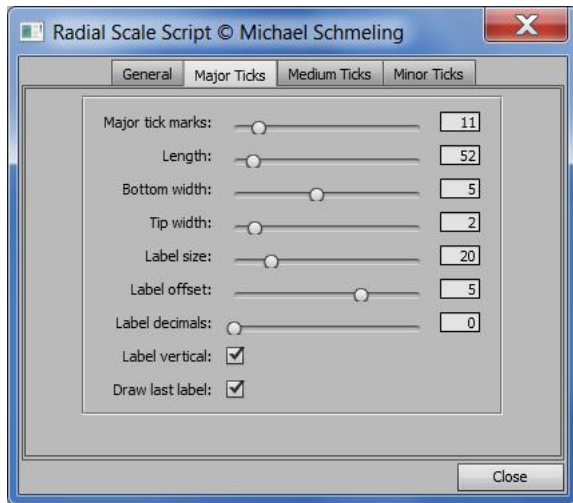 Radial Scale Script © Michael Schmeling
General Major Ticks Medium Ticks Minor Ticks
Major tick marks: 11
Length: 52
Bottom width: 5
Tip width: 2
Label size: 20
Label offset: 5
Label decimals: 0
Label vertical:
Draw last label:
Close